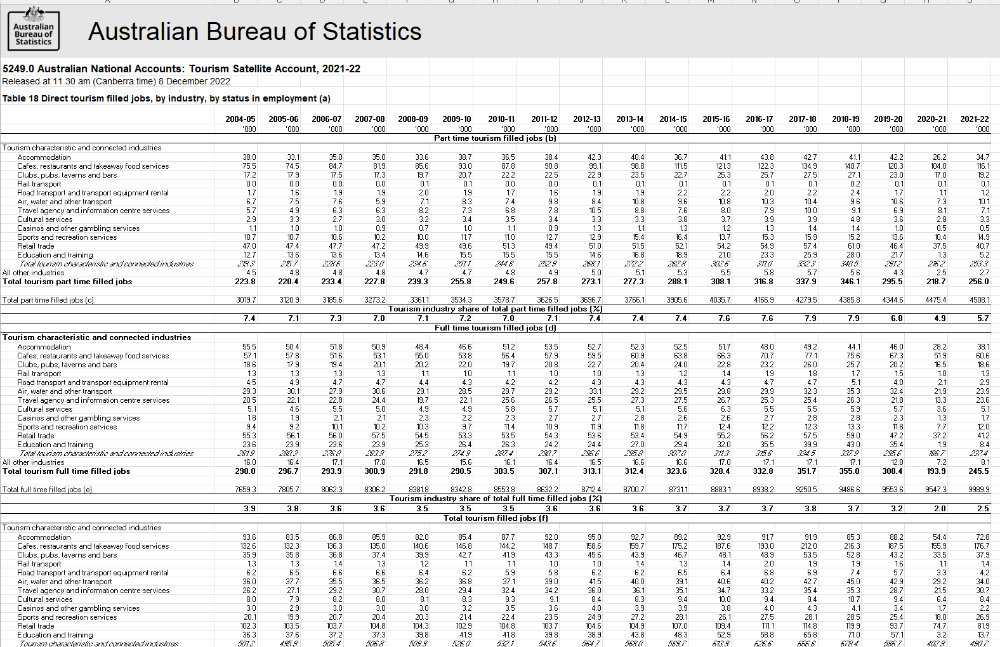 Australian
Bureau of
Statistics
Australian Bureau of Statistics
5249.0 Australian National Accounts: Tourism Satellite Account, 2021-22
Released at 11.30 am (Canberra time) 8 December 2022
Table 18 Direct tourism filled jobs, by industry, by status in employment (a)
2004-05 2005-06 2006-07 2007-08 2008-09 2009-10 2010-11 2011-12 2012-13 2013-14 2014-15 2015-16 2016-17 2017-18 2018-19 2019-20 2020-21 2021-22
'000 '000 '000 '000 '000 '000 '000 '000 '000 '000 '000 '000 '000 '000 '000 '000 '000 '000
Part time tourism filled jobs (b)
Tourism characteristic and connected industries
Accommodation 38.0 33.1 35.0 35.0 33.6 38.7 36.5 38.4 42.3 40.4 36.7 41.1 43.8 42.7 41.1 42.2 26.2 34.7
Cafes, restaurants and takeaway food services 75.5 74.5 84.7 81.9 85.6 93.0 87.8 90.8 99.1 98.8 111.5 121.3 122.3 134.9 140.7 120.3 104.0 116.1
Clubs, pubs, taverns and bars 17.2 17.9 17.5 17.3 19.7 20.7 22.2 22.5 22.9 23.5 22.7 25.3 25.7 27.5 27.1 23.0 17.0 19.2
Rail transport 0.0 0.0 0.0 0.0 0.1 0.1 0.0 0.0 0.1 0.1 0.1 0.1 0.1 0.1 0.2 0.1 0.1 0.1
Road transport and transport equipment rental 1.7 1.6 1.9 1.9 2.0 1.9 1.7 1.6 1.9 1.9 2.2 2.2 2.0 2.2 2.4 1.7 1.1 1.2
Air, water and other transport 6.7 7.5 7.6 5.9 7.1 8.3 7.4 9.8 8.4 10.8 9.6 10.8 10.3 10.4 9.6 10.6 7.3 10.1
Travel agency and information centre services 5.7 4.9 6.3 6.3 8.2 7.3 6.8 7.8 10.5 8.8 7.6 8.0 7.9 10.0 9.1 6.9 8.1 7.1
Cultural services 2.9 3.3 2.7 3.0 3.2 3.4 3.5 3.4 3.3 3.3 3.8 3.7 3.9 3.9 4.8 3.6 2.8 3.3
Casinos and other gambling services 1.1 1.0 1.0 0.9 0.7 1.0 1.1 0.9 1.3 1.1 1.3 1.2 1.3 1.4 1.4 1.0 0.5 0.5
Sports and recreation services 10.7 10.7 10.6 10.2 10.0 11.7 11.0 12.7 12.9 15.4 16.4 13.7 15.3 15.9 15.2 13.6 10.4 14.9
Retail trade 47.0 47.4 47.7 47.2 49.9 49.6 51.3 49.4 51.0 51.5 52.1 54.2 54.9 57.4 61.0 46.4 37.5 40.7
Education and training 12.7 13.6 13.6 13.4 14.6 15.5 15.5 15.5 14.6 16.8 18.9 21.0 23.3 25.9 28.0 21.7 1.3 5.2
Total tourism characteristic and connected industries 219.3 215.7 228.6 223.0 234.6 251.1 244.8 252.9 268.1 272.2 282.8 302.6 311.0 332.3 340.5 291.2 216.2 253.3
All other industries 4.5 4.8 4.8 4.8 4.7 4.7 4.8 4.9 5.0 5.1 5.3 5.5 5.8 5.7 5.6 4.3 2.5 2.7
Total tourism part time filled jobs 223.8 220.4 233.4 227.8 239.3 255.8 249.6 257.8 273.1 277.3 288.1 308.1 316.8 337.9 346.1 295.5 218.7 256.0
Total part time filled jobs (c) 3019.7 3120.9 3185.6 3273.2 3361.1 3534.3 3578.7 3626.5 3696.7 3766.1 3905.6 4035.7 4166.9 4279.5 4385.8 4344.6 4475.4 4508.1
Tourism industry share of total part time filled jobs (%)
7.4 7.1 7.3 7.0 7.1 7.2 7.0 7.1 7.4 7.4 7.4 7.6 7.6 7.9 7.9 6.8 4.9 5.7
Full time tourism filled jobs (d)
Tourism characteristic and connected industries
Accommodation 55.5 50.4 51.8 50.9 48.4 46.6 51.2 53.5 52.7 52.3 52.5 51.7 48.0 49.2 44.1 46.0 28.2 38.1
Cafes, restaurants and takeaway food services 57.1 57.8 51.6 53.1 55.0 53.8 56.4 57.9 59.5 60.9 63.8 66.3 70.7 77.1 75.6 67.3 51.9 60.6
Clubs, pubs, taverns and bars 18.6 17.9 19.4 20.1 20.2 22.0 19.7 20.8 22.7 20.4 24.0 22.8 23.2 26.0 25.7 20.2 16.5 18.6
Rail transport 1.3 1.3 1.3 1.3 1.1 1.0 1.1 1.0 1.0 1.3 1.2 1.4 1.9 1.8 1.7 1.5 1.0 1.3
Road transport and transport equipment rental 4.5 4.9 4.7 4.7 4.4 4.3 4.2 4.2 4.3 4.3 4.3 4.3 4.7 4.7 5.1 4.0 2.1 2.9
Air, water and other transport 29.3 30.1 27.9 30.6 29.1 28.5 29.7 29.2 33.1 29.2 29.5 29.8 29.9 32.3 35.3 32.4 21.9 23.9
Travel agency and information centre services 20.5 22.1 22.8 24.4 19.7 22.1 25.6 26.5 25.5 27.3 27.5 26.7 25.3 25.4 26.3 21.8 13.3 23.6
Cultural services 5.1 4.6 5.5 5.0 4.9 4.9 5.8 5.7 5.1 5.1 5.6 6.3 5.5 5.5 5.9 5.7 3.6 5.1
Casinos and other gambling services 1.8 1.9 2.1 2.1 2.3 2.2 2.3 2.7 2.7 2.8 2.6 2.6 2.7 2.8 2.8 2.3 1.3 1.7
Sports and recreation services 9.4 9.2 10.1 10.2 10.3 9.7 11.4 10.9 11.9 11.8 11.7 12.4 12.2 12.3 13.3 11.8 7.7 12.0
Retail trade 55.3 56.1 56.0 57.5 54.5 53.3 53.5 54.3 53.6 53.4 54.9 55.2 56.2 57.5 59.0 47.2 37.2 41.2
Education and training 23.6 23.9 23.6 23.9 25.3 26.4 26.3 24.2 24.4 27.0 29.4 32.0 35.5 39.9 43.0 35.4 1.9 8.4
Total tourism characteristic and connected industries 281.9 280.3 276.8 283.9 275.2 274.9 287.4 290.7 296.6 295.8 307.0 311.3 315.6 334.5 337.9 295.6 186.7 237.4
All other industries 16.0 16.4 17.1 17.0 16.5 15.6 16.1 16.4 16.5 16.6 16.6 17.0 17.1 17.1 17.1 12.8 7.2 8.1
Total tourism full time filled jobs 298.0 296.7 293.9 300.9 291.8 290.5 303.5 307.1 313.1 312.4 323.6 328.4 332.8 351.7 355.0 308.4 193.9 245.5
Total full time filled jobs (e) 7659.3 7805.7 8062.3 8306.2 8381.8 8342.8 8553.8 8632.2 8712.4 8700.7 8731.1 8883.1 8938.2 9250.5 9486.6 9553.6 9547.3 9989.9
Tourism industry share of total full time filled jobs (%)
3.9 3.8 3.6 3.6 3.5 3.5 3.5 3.6 3.6 3.6 3.7 3.7 3.7 3.8 3.7 3.2 2.0 2.5
Total tourism filled jobs (f)
Tourism characteristic and connected industries
Accommodation 93.6 83.5 86.8 85.9 82.0 85.4 87.7 92.0 95.0 92.7 89.2 92.9 91.7 91.9 85.3 88.2 54.4 72.8
Cafes, restaurants and takeaway food services 132.6 132.3 136.3 135.0 140.6 146.8 144.2 148.7 158.6 159.7 175.2 187.6 193.0 212.0 216.3 187.5 155.9 176.7
Clubs, pubs, taverns and bars 35.9 35.8 36.8 37.4 39.9 42.7 41.9 43.3 45.6 43.9 46.7 48.1 48.9 53.5 52.8 43.2 33.5 37.9
Rail transport 1.3 1.3 1.4 1.3 1.2 1.1 1.1 1.0 1.0 1.4 1.3 1.4 2.0 1.9 1.9 1.6 1.1 1.4
Road transport and transport equipment rental 6.2 6.5 6.6 6.6 6.4 6.2 5.9 5.8 6.2 6.2 6.5 6.4 6.8 6.9 7.4 5.7 3.3 4.2
Air, water and other transport 36.0 37.7 35.5 36.5 36.2 36.8 37.1 39.0 41.5 40.0 39.1 40.6 40.2 42.7 45.0 42.9 29.2 34.0
Travel agency and information centre services 26.2 27.1 29.2 30.7 28.0 29.4 32.4 34.2 36.0 36.1 35.1 34.7 33.2 35.4 35.3 28.7 21.5 30.7
Cultural services 8.0 7.9 8.2 8.0 8.1 8.3 9.3 9.1 8.4 8.3 9.4 10.0 9.4 9.4 10.7 9.4 6.4 8.4
Casinos and other gambling services 3.0 2.9 3.0 3.0 3.0 3.2 3.5 3.6 4.0 3.9 3.9 3.8 4.0 4.3 4.1 3.4 1.7 2.2
Sports and recreation services 20.1 19.9 20.7 20.4 20.3 21.4 22.4 23.5 24.9 27.2 28.1 26.1 27.5 28.1 28.5 25.4 18.0 26.9
Retail trade 102.3 103.5 103.7 104.8 104.3 102.9 104.8 103.7 104.6 104.9 107.0 109.4 111.1 114.8 119.9 93.7 74.7 81.9
Education and training 36.3 37.6 37.2 37.3 39.8 41.9 41.8 39.8 38.9 43.8 48.3 52.9 58.8 65.8 71.0 57.1 3.2 13.7
Tourism characteristic and connected industries 501.2 495.9 505.4 506.8 509.9 526.0 532.1 543.6 564.7 568.0 589.7 613.9 626.6 666.8 678.4 586.7 402.9 490.7